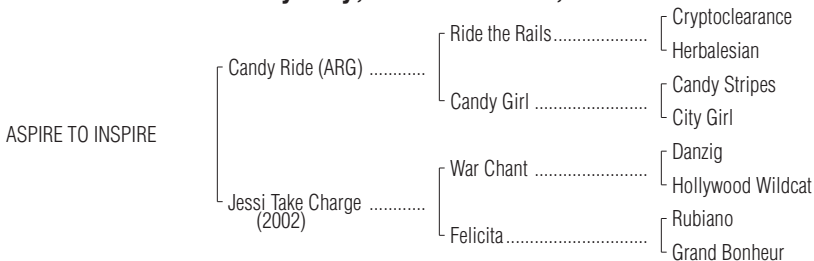 Cryptoclearance
Ride the Rails
Herbalesian
Candy Ride (ARG)
Candy Stripes
Candy Girl
City Girl
ASPIRE TO INSPIRE
Danzig
War Chant
Hollywood Wildcat
Jessi Take Charge
(2002)
Rubiano
Felicita
Grand Bonheur